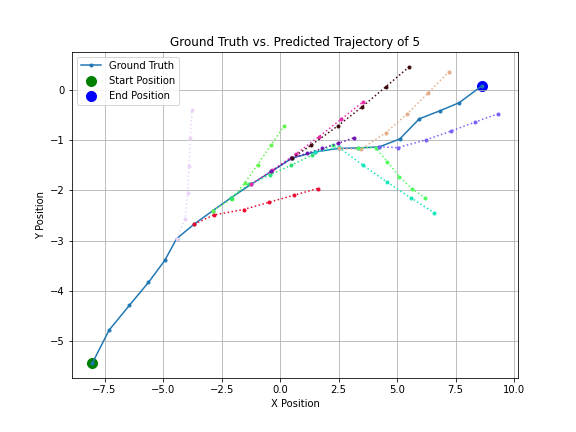 Ground Truth vs. Predicted Trajectory of 5
Ground Truth
Start Position
End Position
0
−1
−2
−3
−4
−5
Y Position
−7.5
−5.0
−2.5
0.0
2.5
5.0
7.5
10.0
X Position